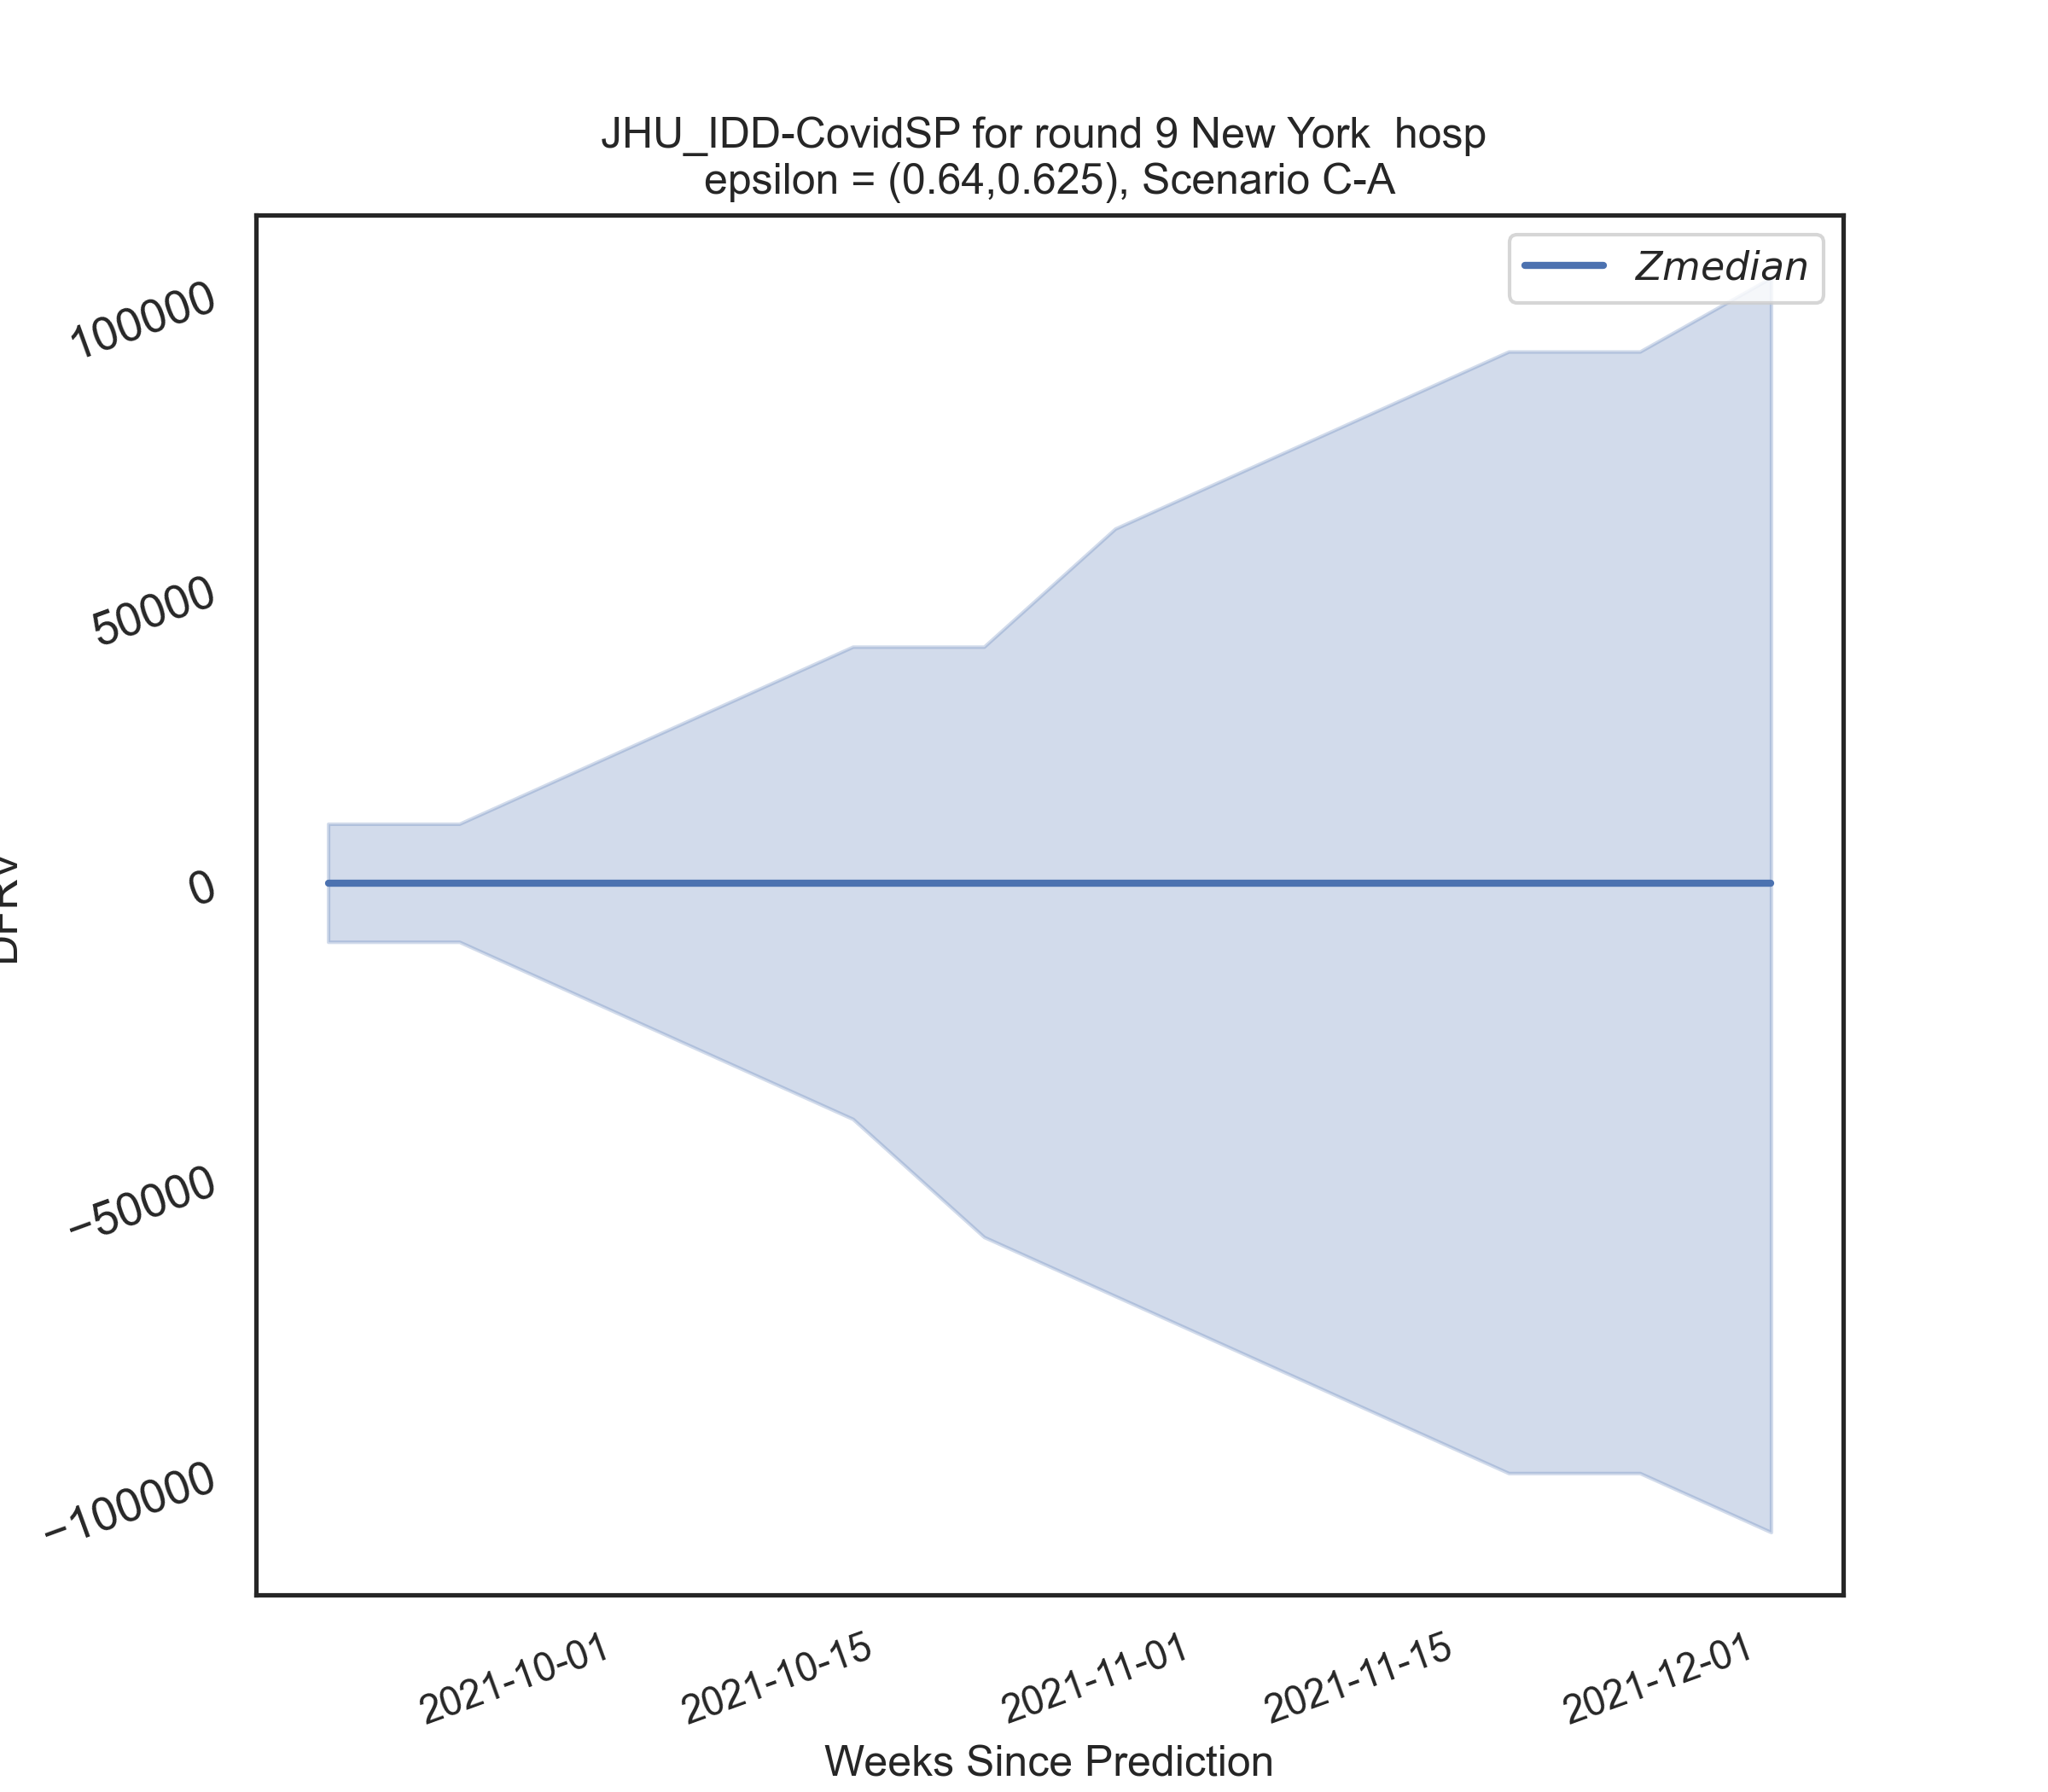 JHU_IDD-CovidSP for round 9 New York  hosp
epsilon = (0.64,0.625), Scenario C-A
Zmedian
100000
50000
0
−50000
−100000
2021-10-01
2021-10-15
2021-11-01
2021-11-15
2021-12-01
Weeks Since Prediction